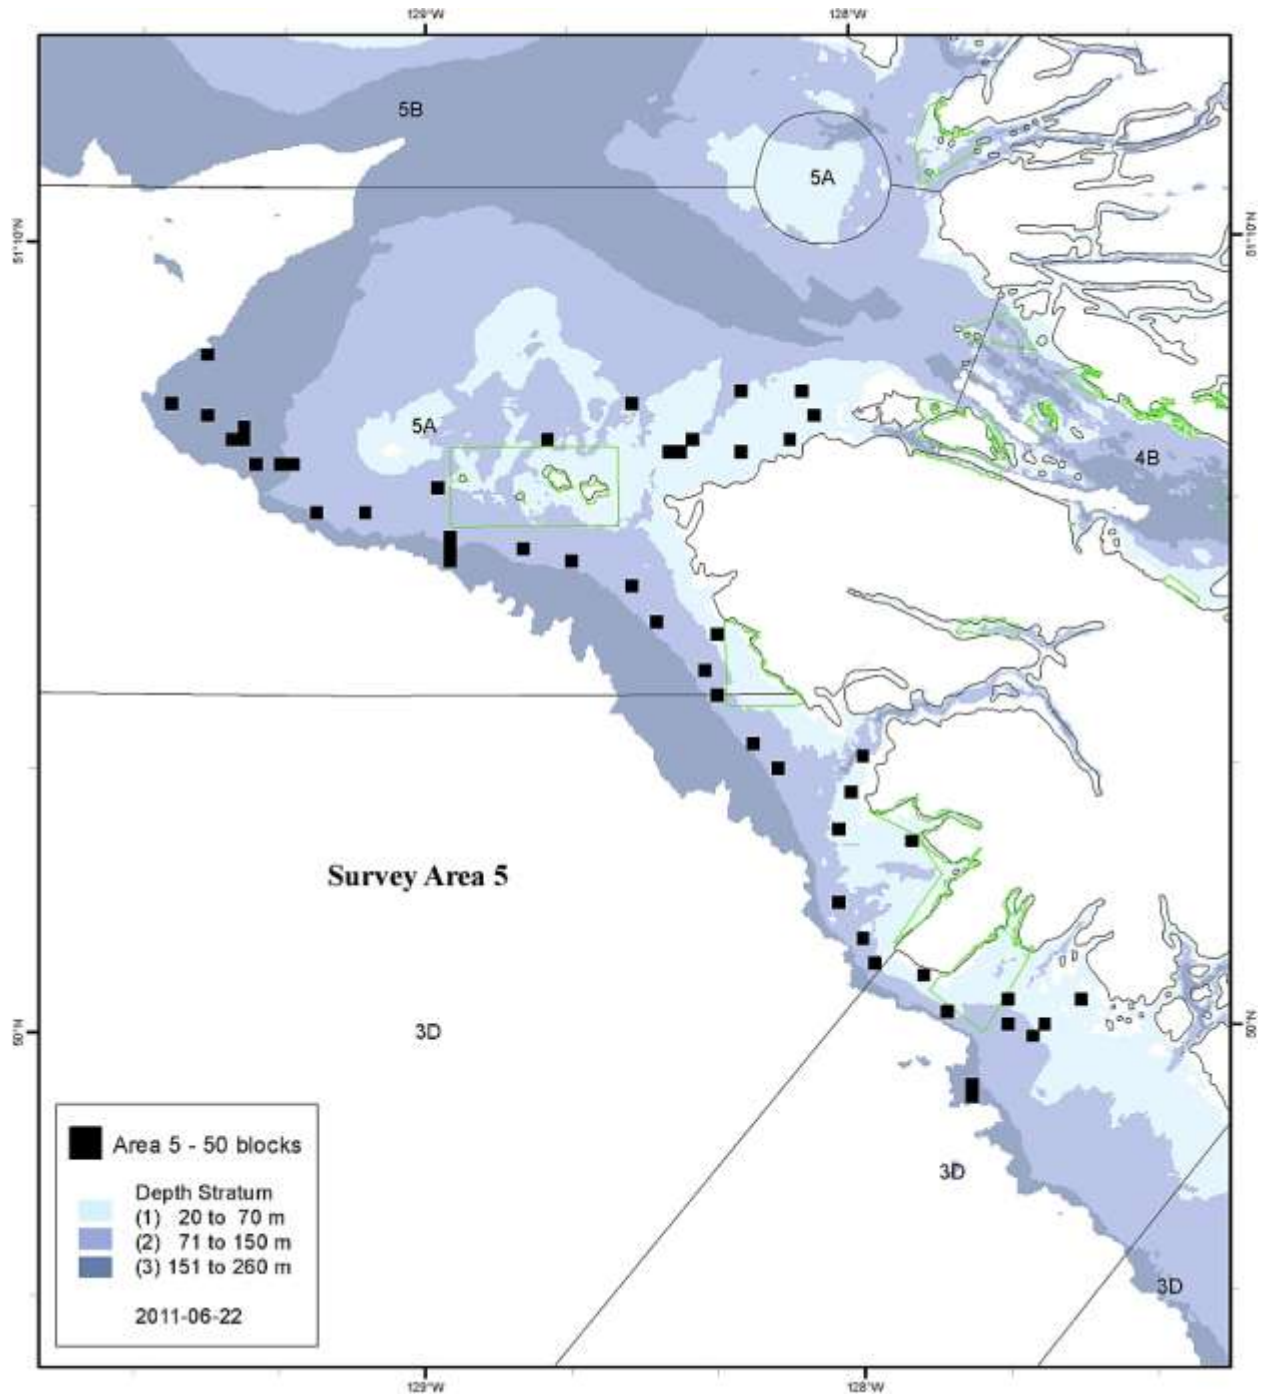 129°W
128°W
5B
5A
51°10'N
51°10'N
5A
4B
Survey Area 5
3D
50°N
50°N
Area 5 - 50 blocks
Depth Stratum
(1) 20 to 70 m
(2) 71 to 150 m
(3) 151 to 260 m
2011-06-22
3D
3D
129°W
128°W